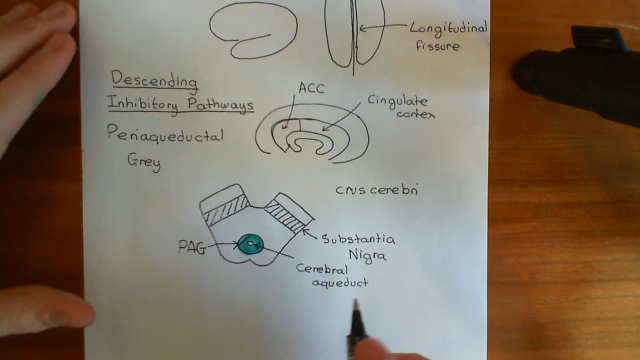 Longitudinal
fissure
Descending
Inhibitory Pathways
Periaqueductal
Grey
ACC
Cingulate
cortex
crus cerebri
PAG
Substantia
Nigra
Cerebral
aqueduct